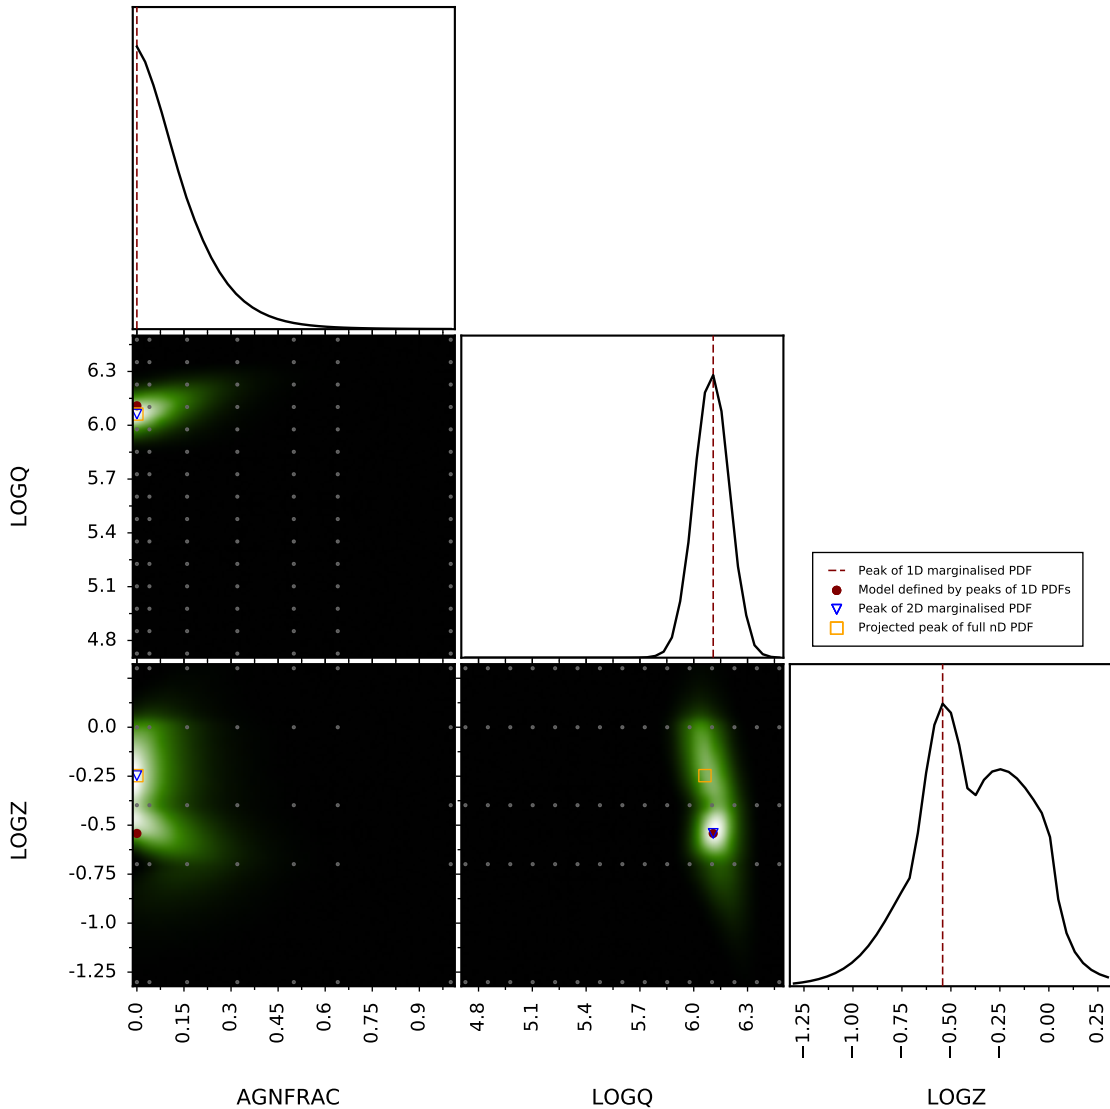 6.3
6.0
5.7
5.4
5.1
4.8
LOGQ
Peak of 1D marginalised PDF
Model defined by peaks of 1D PDFs
Peak of 2D marginalised PDF
Projected peak of full nD PDF
0.0
-0.25
-0.5
-0.75
-1.0
-1.25
LOGZ
0.0 0.15 0.3 0.45 0.6 0.75 0.9
4.8 5.1 5.4 5.7 6.0 6.3
−1.25 −1.00 −0.75 −0.50 −0.25 0.00 0.25
AGNFRAC LOGQ LOGZ